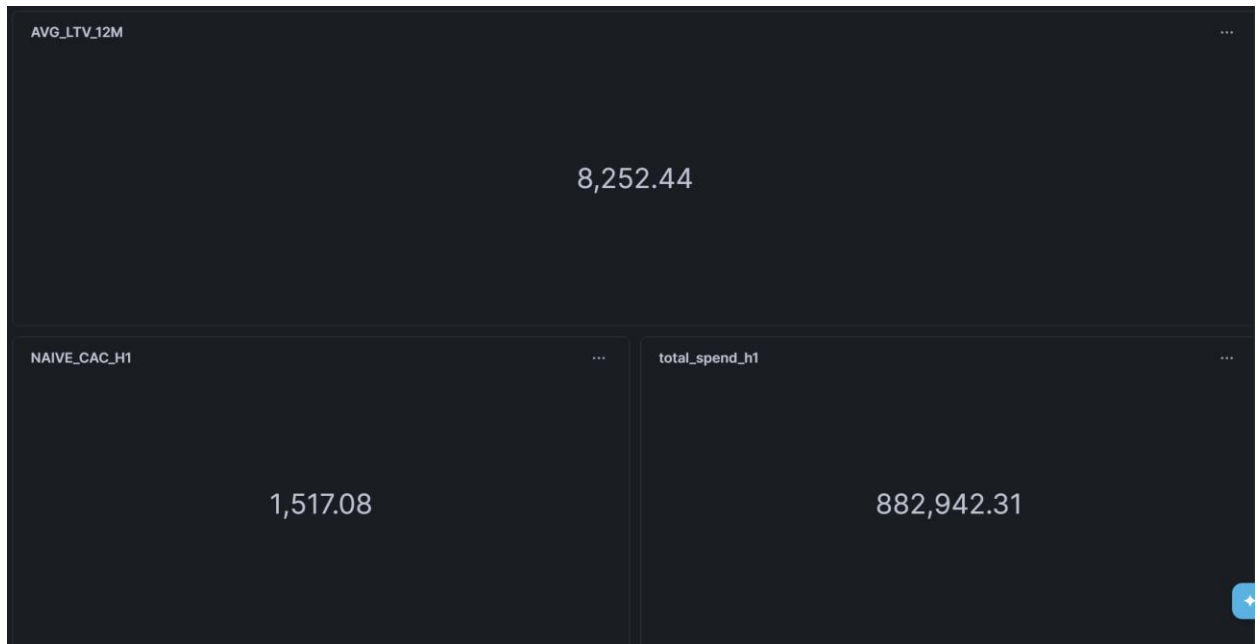 AVG_LTV_12M
8,252.44
NAIVE_CAC_H1
total_spend_h1
1,517.08
882,942.31